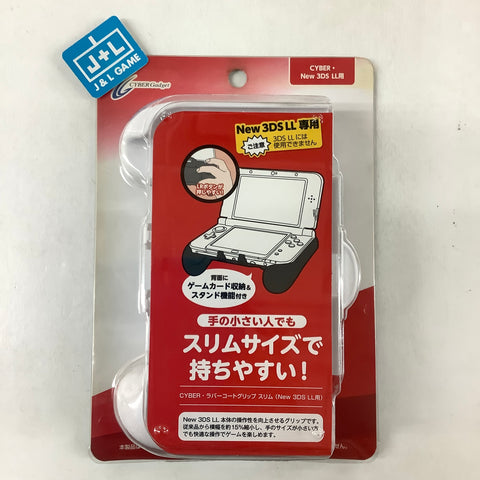 J+L
J & L GAME
CYBER Gadget
CYBER・
New 3DS LL用
New 3DS LL 専用
ご注意
3DS LL には
使用できません
LRボタンが
押しやすい!
背面に
ゲームカード収納&
スタンド機能付き
手の小さい人でも
スリムサイズで
持ちやすい!
CYBER・ラバーコートグリップ スリム(New 3DS LL用)
New 3DS LL 本体の操作性を向上させるグリップです。
従来品から横幅を約15%縮小し、手のサイズが小さい方
でも快適な操作でゲームを楽しめます。
本製品は